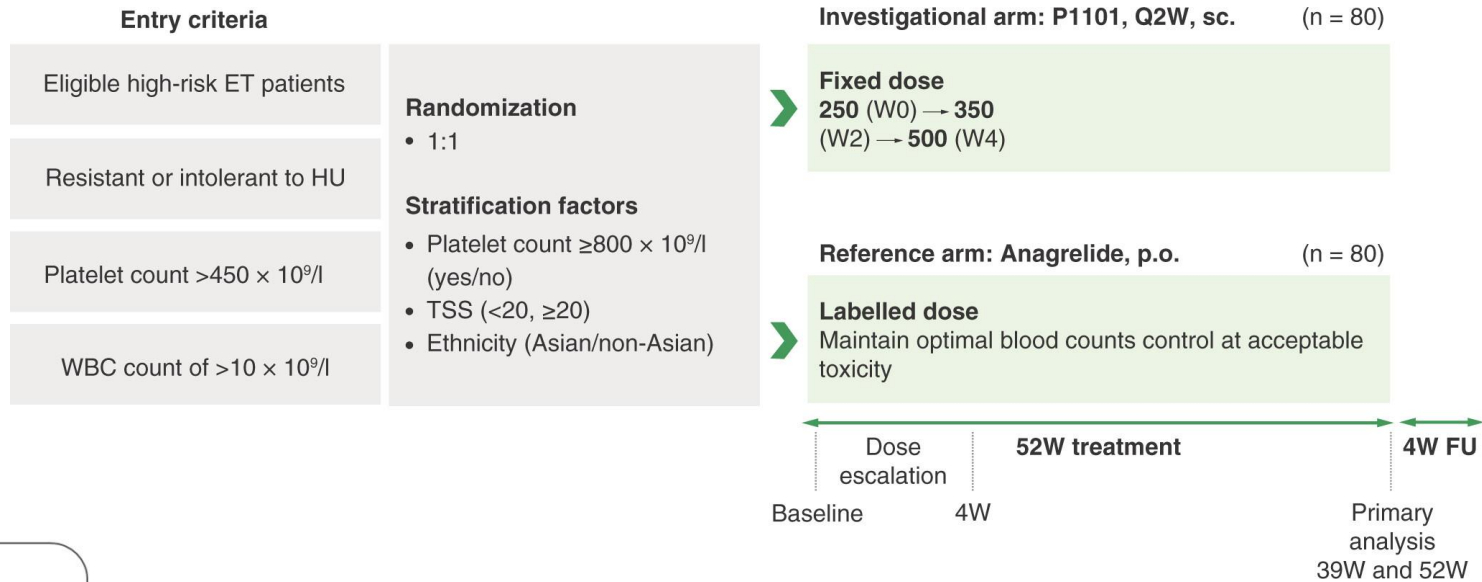 Entry criteria
Eligible high-risk ET patients
Resistant or intolerant to HU
Platelet count >450 × 10⁹/l
WBC count of >10 × 10⁹/l
Randomization
• 1:1
Stratification factors
• Platelet count ≥800 × 10⁹/l
(yes/no)
• TSS (<20, ≥20)
• Ethnicity (Asian/non-Asian)
Investigational arm: P1101, Q2W, sc. (n = 80)
Fixed dose
250 (W0) → 350
(W2) → 500 (W4)
Reference arm: Anagrelide, p.o. (n = 80)
Labelled dose
Maintain optimal blood counts control at acceptable
toxicity
Dose
escalation
52W treatment
4W FU
Baseline
4W
Primary
analysis
39W and 52W